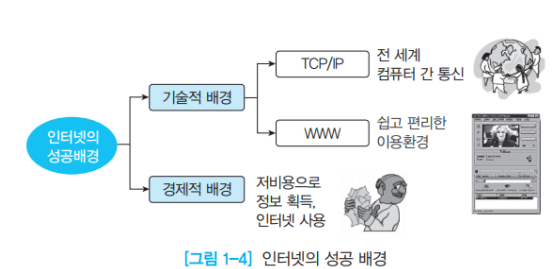 인터넷의
성공배경
기술적 배경
TCP/IP
전 세계
컴퓨터 간 통신
WWW
쉽고 편리한
이용환경
경제적 배경
저비용으로
정보 획득,
인터넷 사용
[그림 1-4] 인터넷의 성공 배경